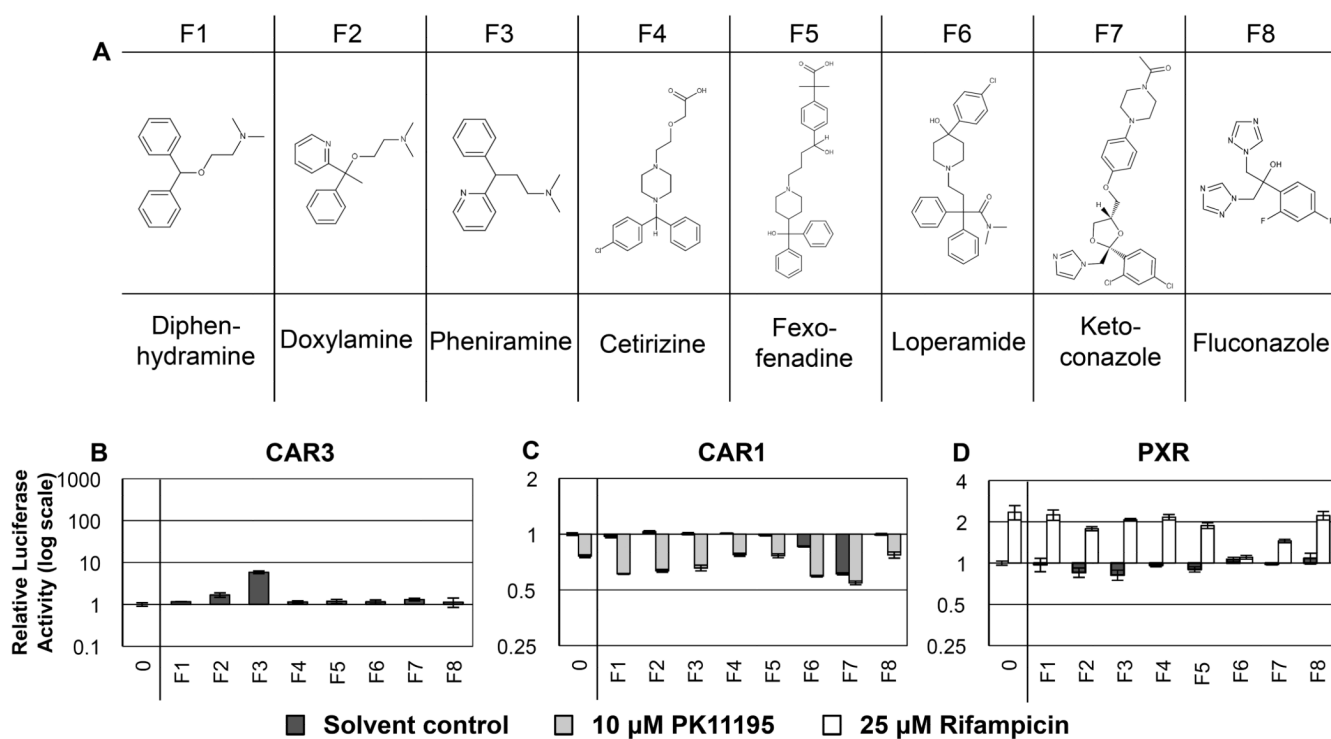 A
F1 F2 F3 F4 F5 F6 F7 F8
Diphen-
hydramine
Doxylamine
Pheniramine
Cetirizine
Fexo-
fenadine
Loperamide
Keto-
conazole
Fluconazole
B CAR3
Relative Luciferase
Activity (log scale)
1000
100
10
1
0.1
0 F1 F2 F3 F4 F5 F6 F7 F8
C CAR1
2
1
0.5
0.25
0 F1 F2 F3 F4 F5 F6 F7 F8
D PXR
4
2
1
0.5
0.25
0 F1 F2 F3 F4 F5 F6 F7 F8
Solvent control 10 µM PK11195 25 µM Rifampicin